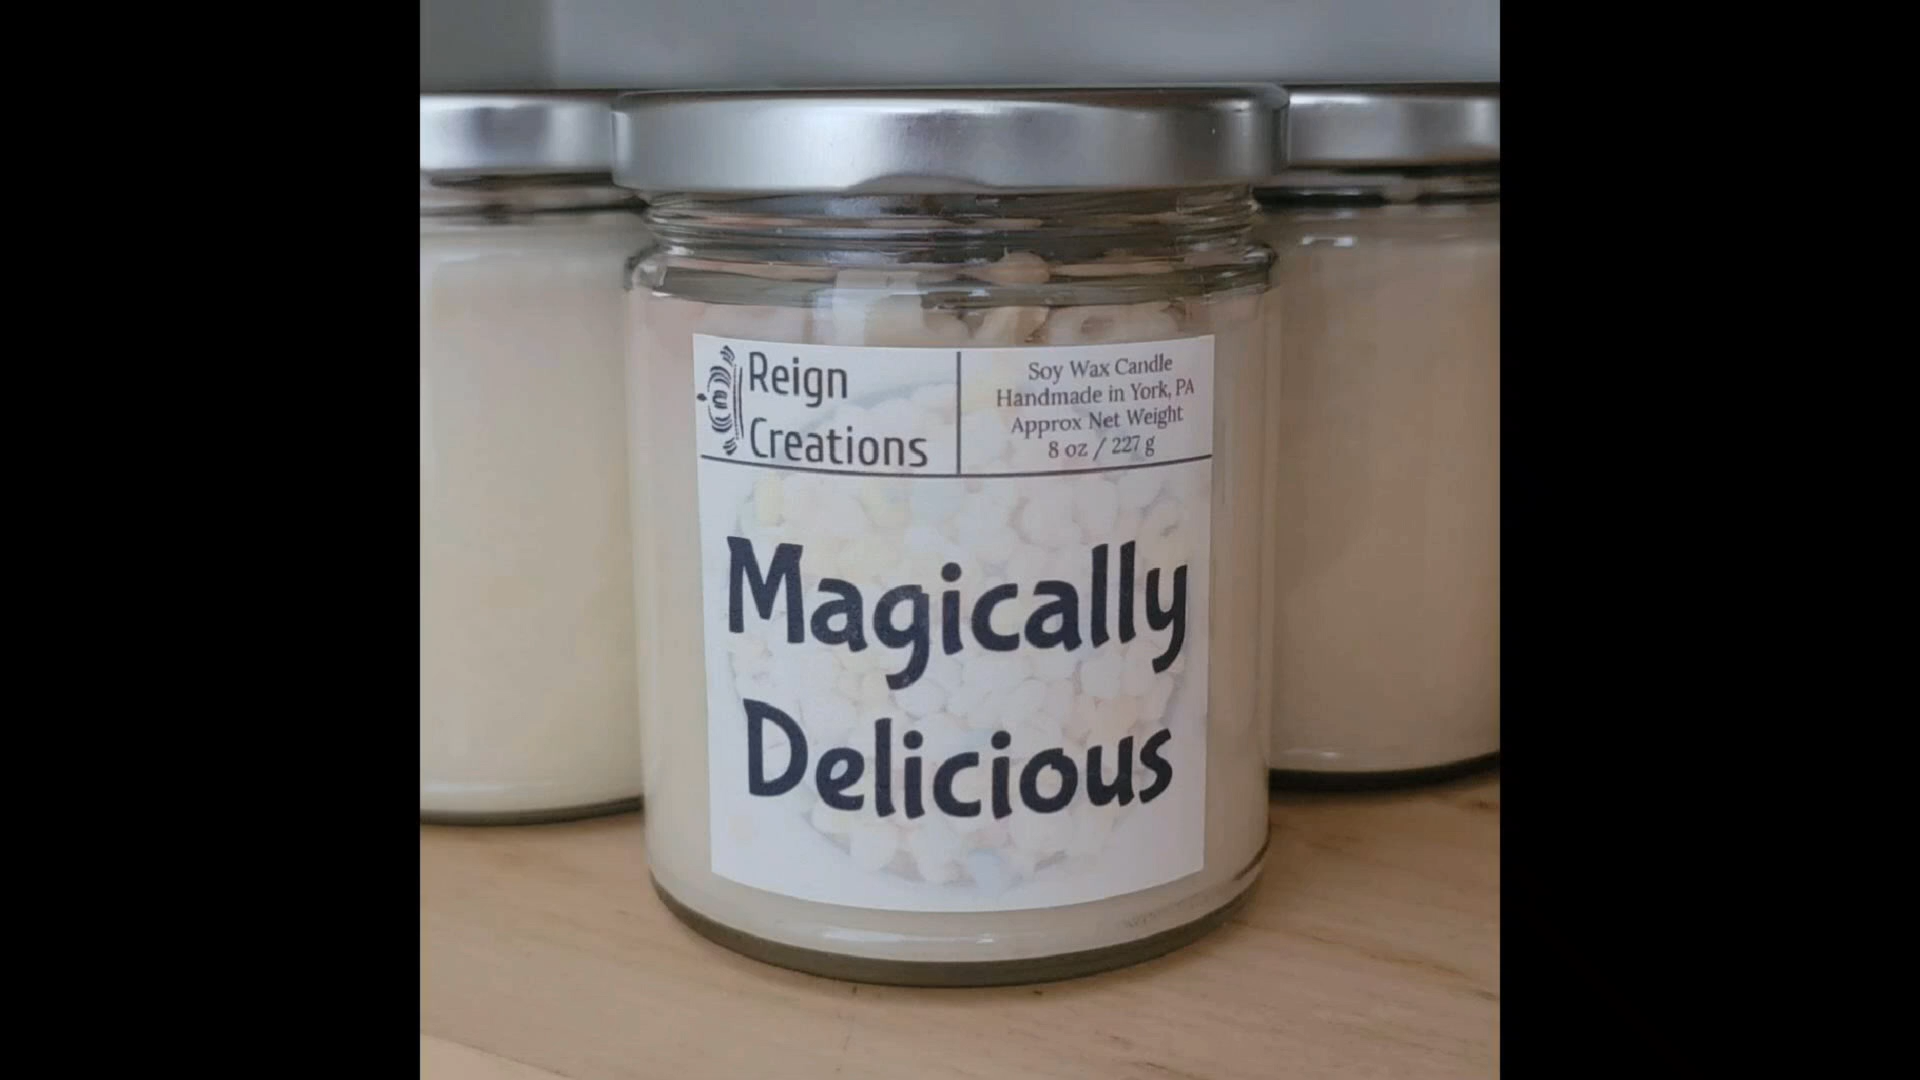 Reign
Creations
Soy Wax Candle
Handmade in York, PA
Approx Net Weight
8 oz / 227 g
Magically
Delicious